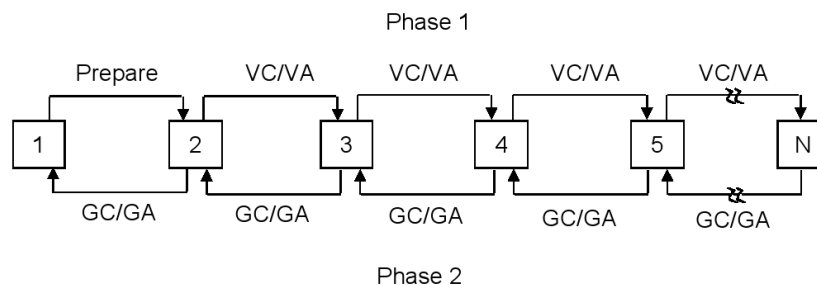 Phase 1
Prepare VC/VA VC/VA VC/VA VC/VA
1 2 3 4 5 N
GC/GA GC/GA GC/GA GC/GA GC/GA
Phase 2